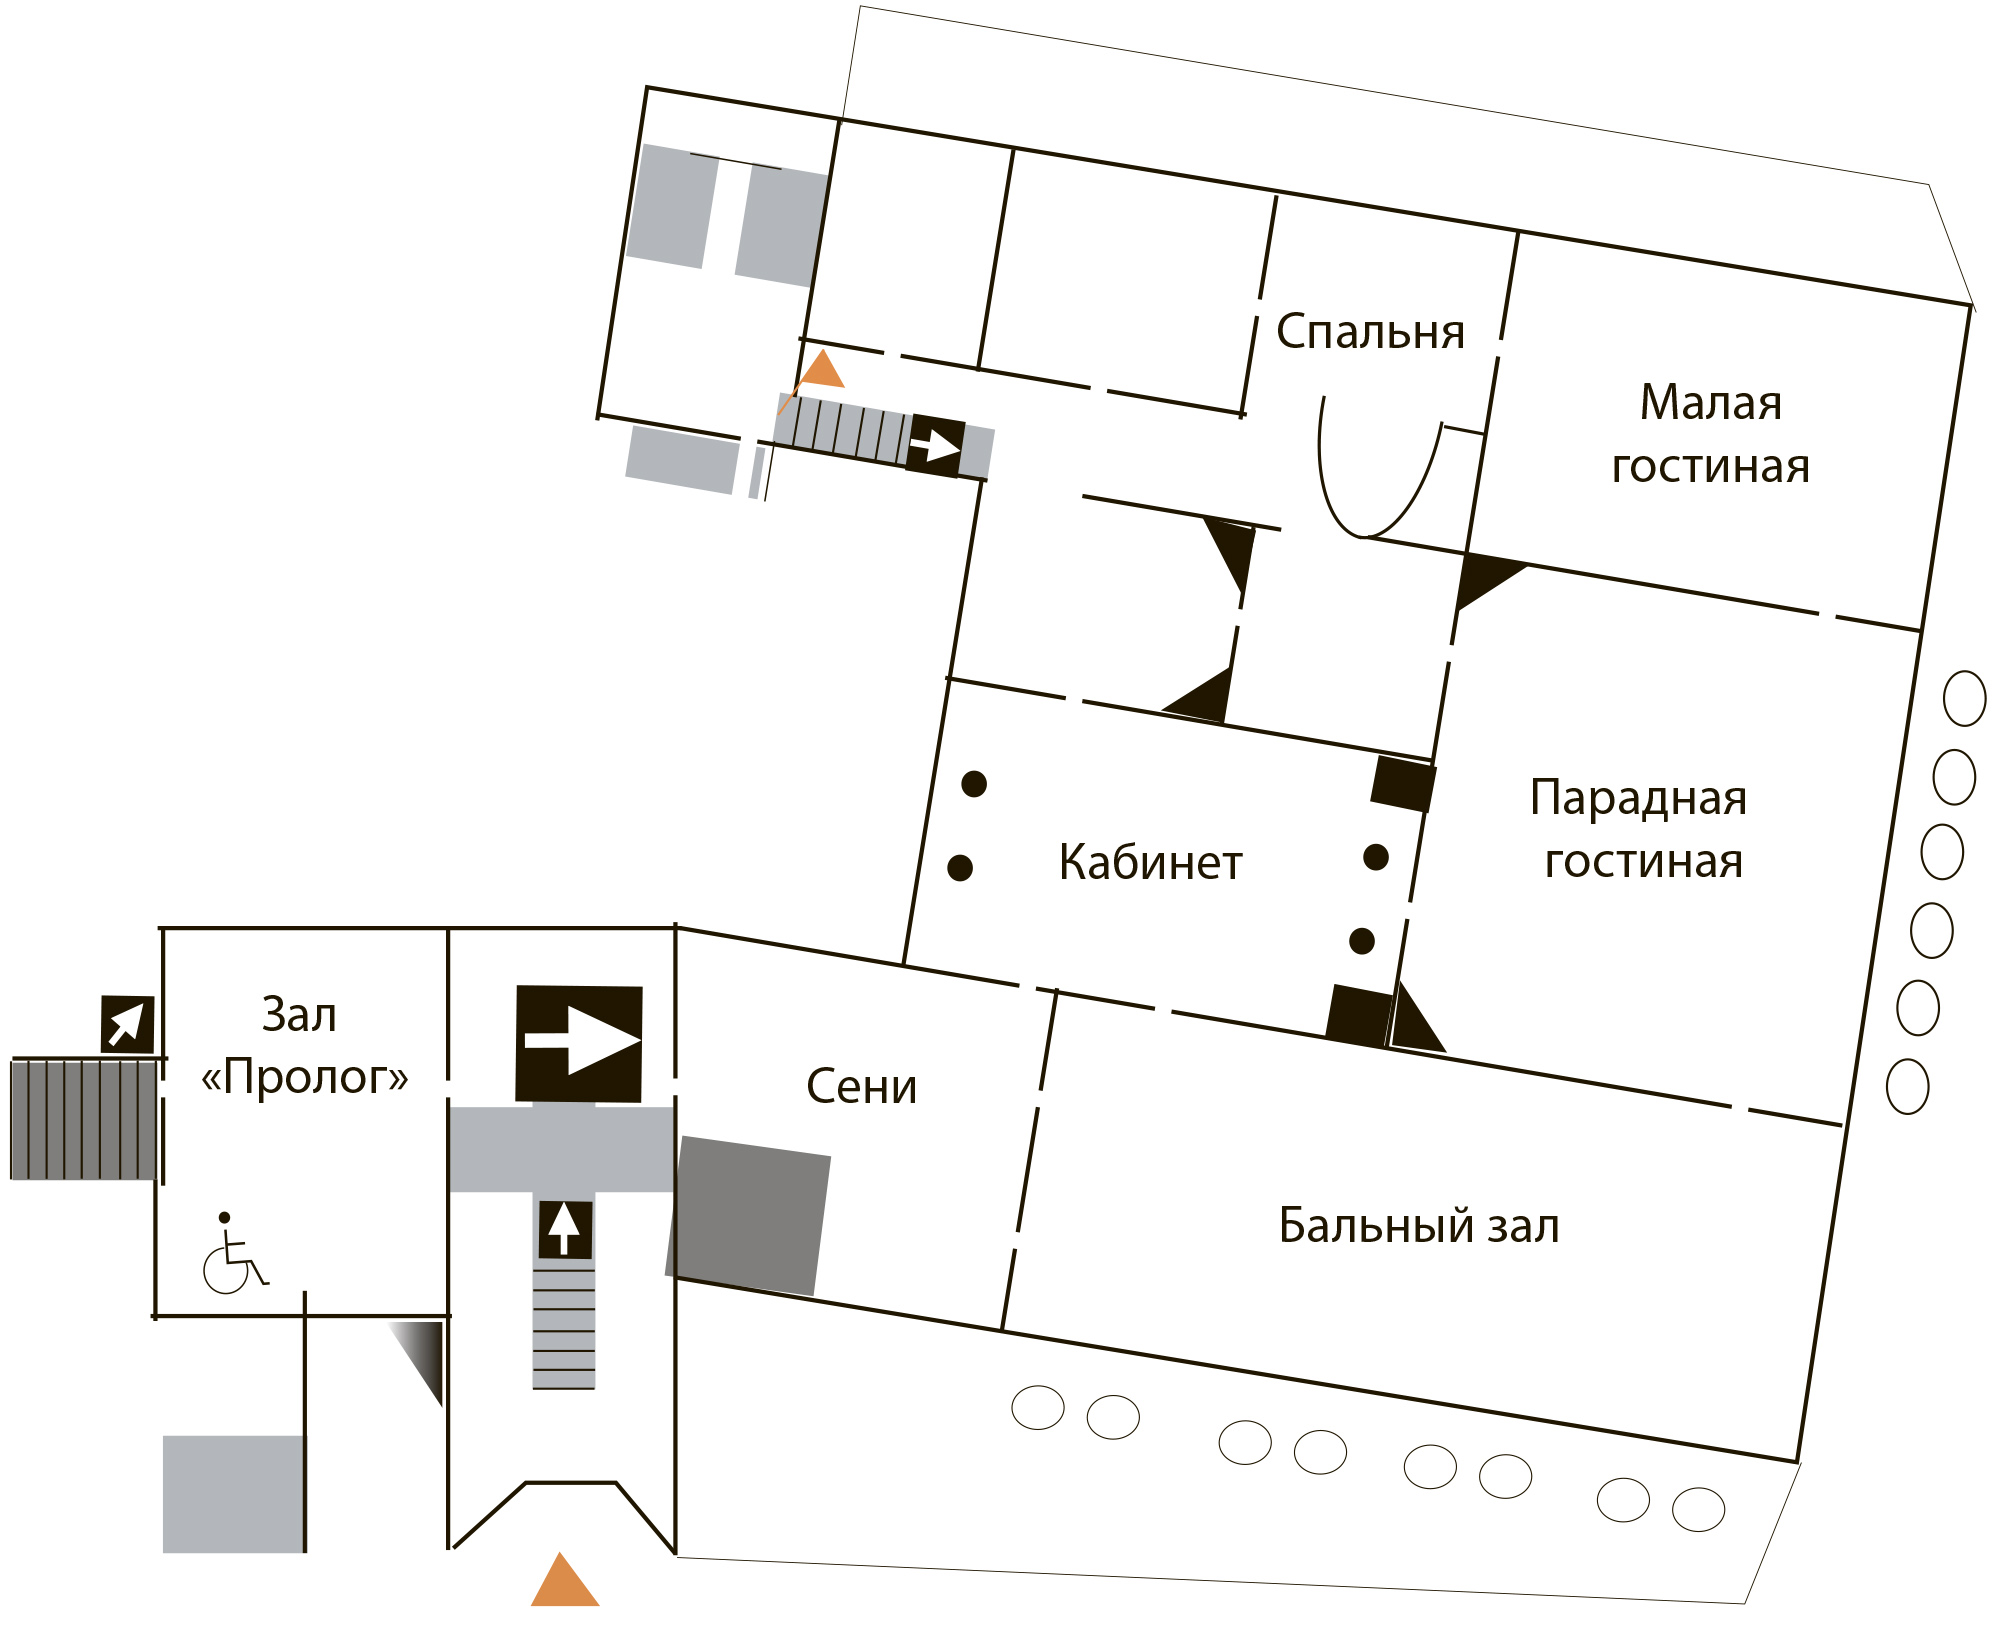 Спальня
Малая
гостиная
Парадная
гостиная
Кабинет
Зал
«Пролог»
Сени
Бальный зал